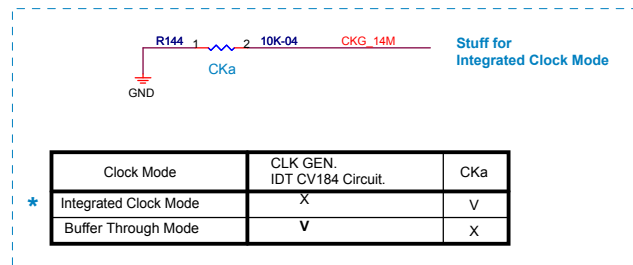 R144 1 2 10K-04 CKG_14M
CKa
GND
Stuff for
Integrated Clock Mode
Clock Mode CLK GEN. CKa
IDT CV184 Circuit.
* Integrated Clock Mode X V
Buffer Through Mode V X